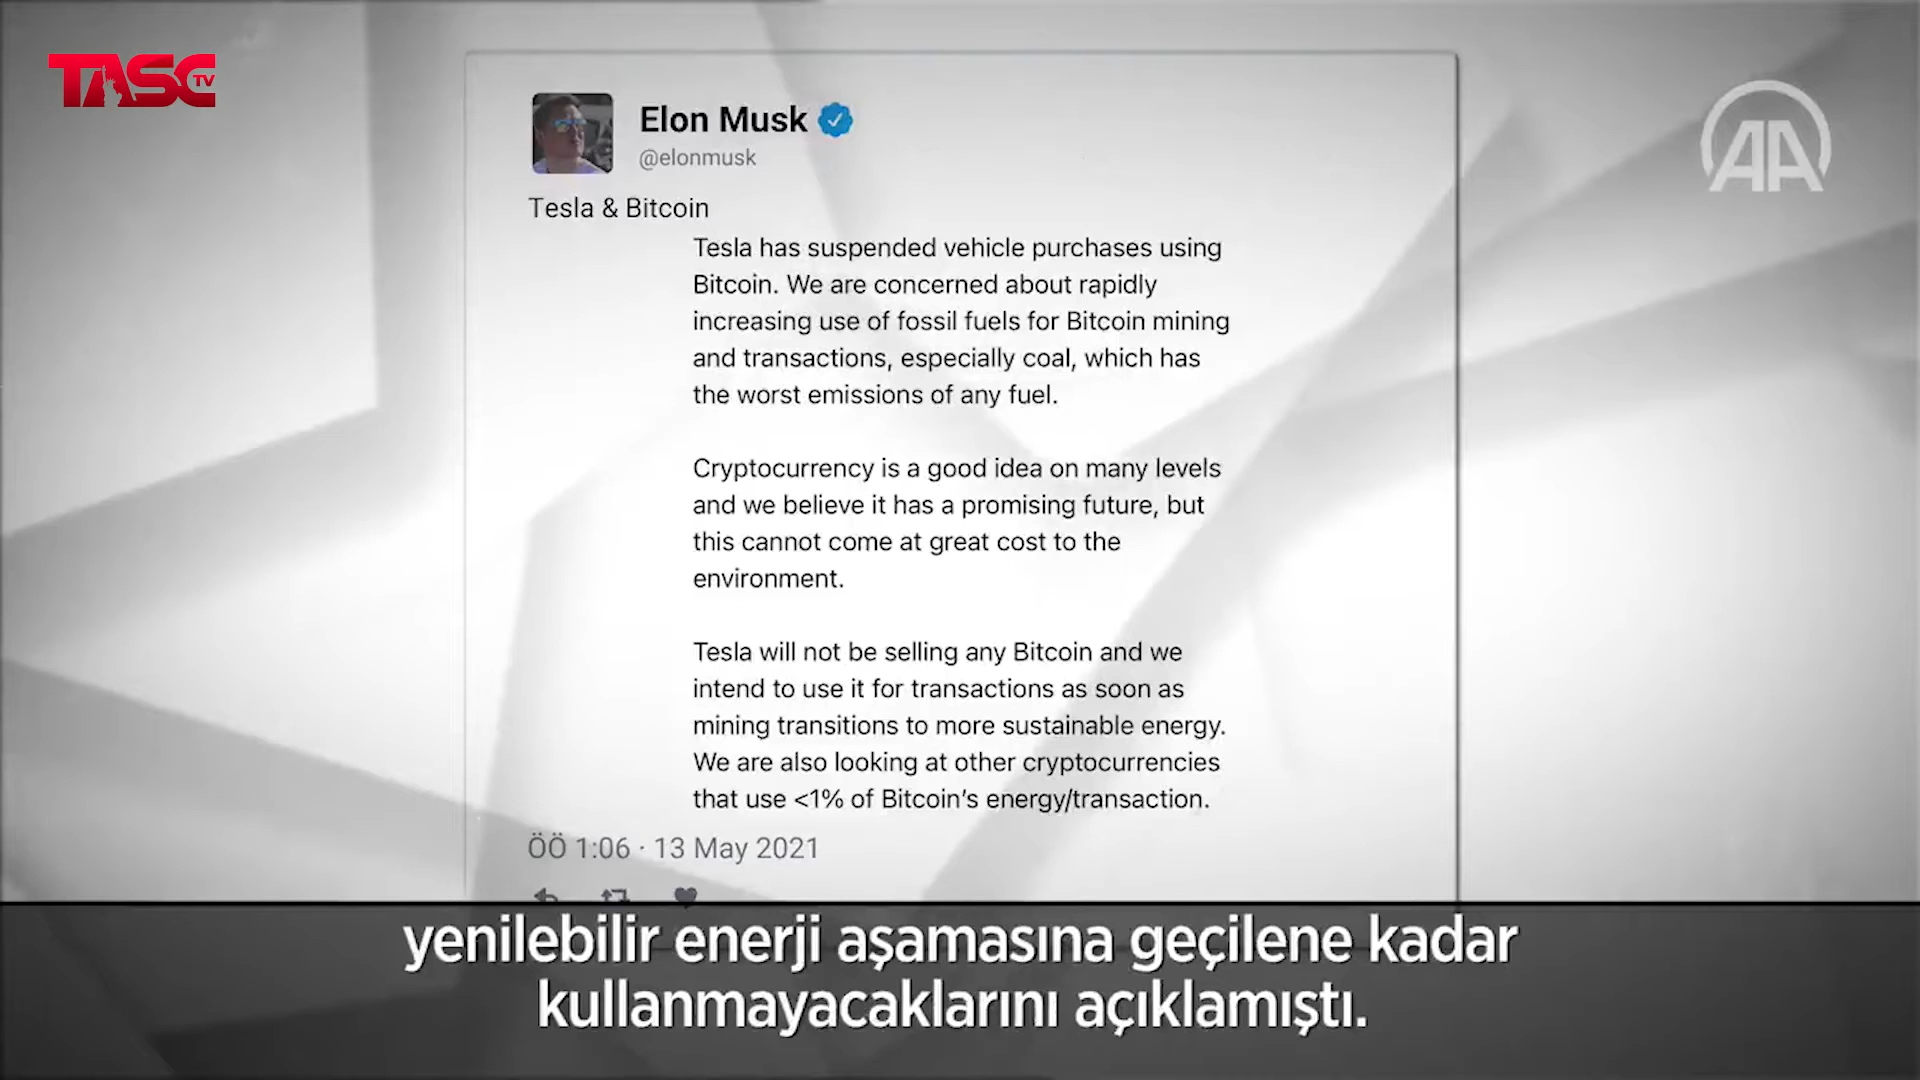 TASC TV
AA
Elon Musk
@elonmusk
Tesla & Bitcoin
Tesla has suspended vehicle purchases using
Bitcoin. We are concerned about rapidly
increasing use of fossil fuels for Bitcoin mining
and transactions, especially coal, which has
the worst emissions of any fuel.
Cryptocurrency is a good idea on many levels
and we believe it has a promising future, but
this cannot come at great cost to the
environment.
Tesla will not be selling any Bitcoin and we
intend to use it for transactions as soon as
mining transitions to more sustainable energy.
We are also looking at other cryptocurrencies
that use <1% of Bitcoin’s energy/transaction.
ÖÖ 1:06 · 13 May 2021
yenilebilir enerji aşamasına geçilene kadar
kullanmayacaklarını açıklamıştı.